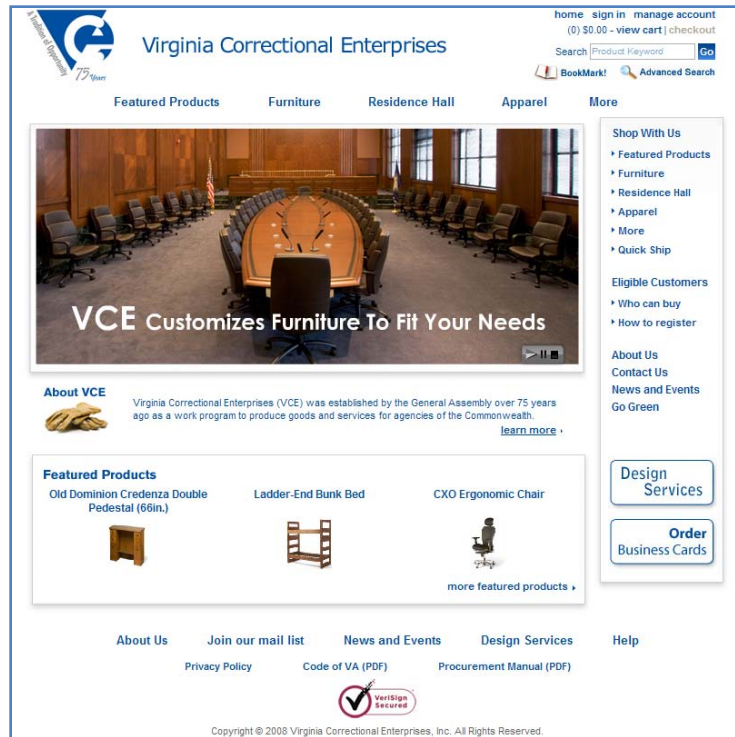 A Tradition of Opportunity
75 Years
Virginia Correctional Enterprises
home sign in manage account
(0) $0.00 - view cart | checkout
Search Product Keyword Go
BookMark! Advanced Search
Featured Products Furniture Residence Hall Apparel More
VCE Customizes Furniture To Fit Your Needs
Shop With Us
Featured Products
Furniture
Residence Hall
Apparel
More
Quick Ship
Eligible Customers
Who can buy
How to register
About Us
Contact Us
News and Events
Go Green
Design
Services
Order
Business Cards
About VCE
Virginia Correctional Enterprises (VCE) was established by the General Assembly over 75 years
ago as a work program to produce goods and services for agencies of the Commonwealth.
learn more
Featured Products
Old Dominion Credenza Double
Pedestal (66in.)
Ladder-End Bunk Bed
CXO Ergonomic Chair
more featured products
About Us Join our mail list News and Events Design Services Help
Privacy Policy Code of VA (PDF) Procurement Manual (PDF)
VeriSign
Secured
Copyright © 2008 Virginia Correctional Enterprises, Inc. All Rights Reserved.